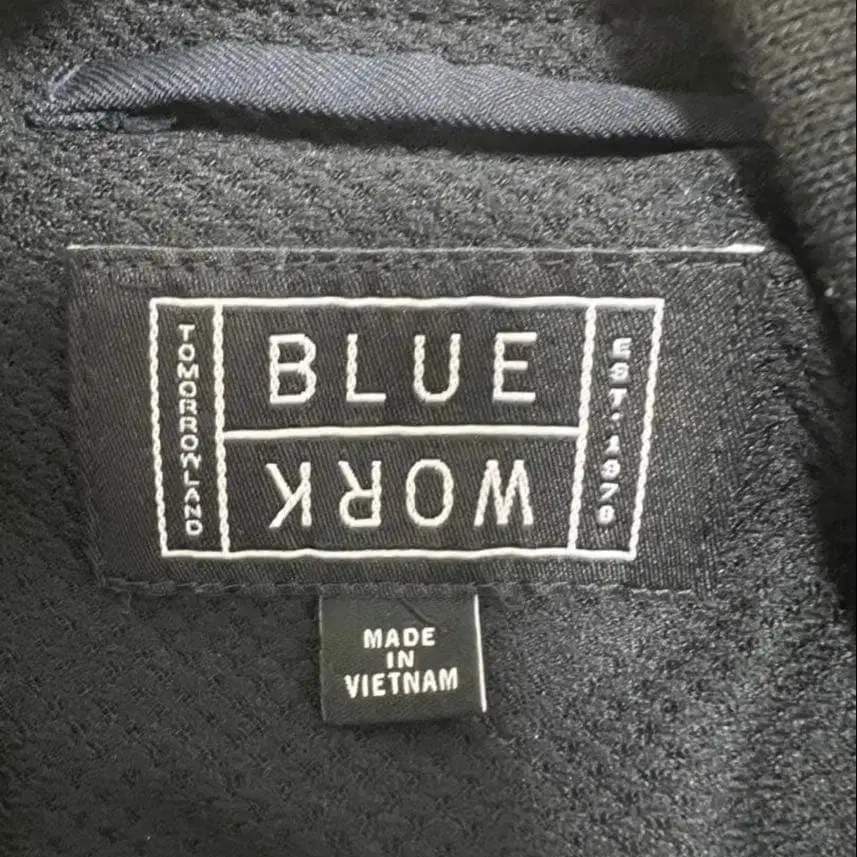 TOMORROWLAND
BLUE
WORK
EST. 1978
MADE
IN
VIETNAM